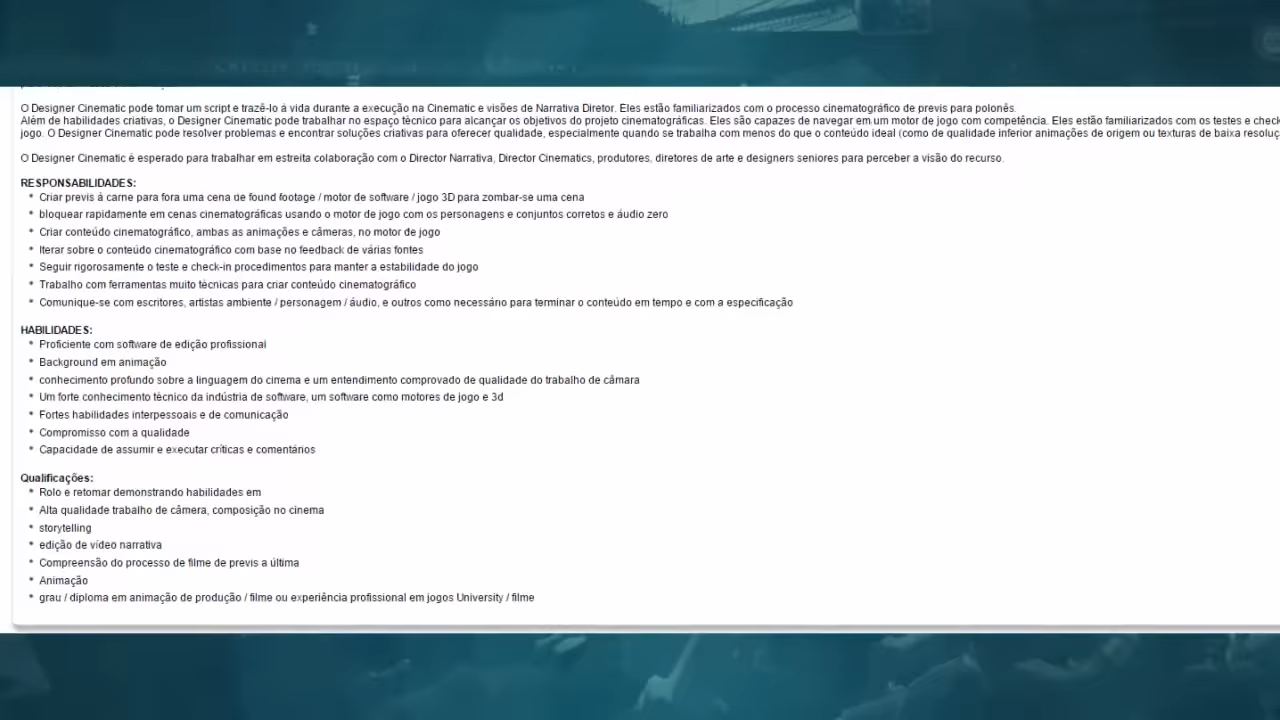 O Designer Cinematic pode tomar um script e trazê-lo à vida durante a execução na Cinematic e visões de Narrativa Diretor. Eles estão familiarizados com o processo cinematográfico de previs para polonês.
Além de habilidades criativas, o Designer Cinematic pode trabalhar no espaço técnico para alcançar os objetivos do projeto cinematográficas. Eles são capazes de navegar em um motor de jogo com competência. Eles estão familiarizados com os testes e check
jogo. O Designer Cinematic pode resolver problemas e encontrar soluções criativas para oferecer qualidade, especialmente quando se trabalha com menos do que o conteúdo ideal (como de qualidade inferior animações de origem ou texturas de baixa resoluç
O Designer Cinematic é esperado para trabalhar em estreita colaboração com o Director Narrativa, Director Cinematics, produtores, diretores de arte e designers seniores para perceber a visão do recurso.
RESPONSABILIDADES:
* Criar previs à carne para fora uma cena de found footage / motor de software / jogo 3D para zombar-se uma cena
* bloquear rapidamente em cenas cinematográficas usando o motor de jogo com os personagens e conjuntos corretos e áudio zero
* Criar conteúdo cinematográfico, ambas as animações e câmeras, no motor de jogo
* Iterar sobre o conteúdo cinematográfico com base no feedback de várias fontes
* Seguir rigorosamente o teste e check-in procedimentos para manter a estabilidade do jogo
* Trabalho com ferramentas muito técnicas para criar conteúdo cinematográfico
* Comunique-se com escritores, artistas ambiente / personagem / áudio, e outros como necessário para terminar o conteúdo em tempo e com a especificação
HABILIDADES:
* Proficiente com software de edição profissional
* Background em animação
* conhecimento profundo sobre a linguagem do cinema e um entendimento comprovado de qualidade do trabalho de câmara
* Um forte conhecimento técnico da indústria de software, um software como motores de jogo e 3d
* Fortes habilidades interpessoais e de comunicação
* Compromisso com a qualidade
* Capacidade de assumir e executar críticas e comentários
Qualificações:
* Rolo e retomar demonstrando habilidades em
* Alta qualidade trabalho de câmera, composição no cinema
* storytelling
* edição de vídeo narrativa
* Compreensão do processo de filme de previs a última
* Animação
* grau / diploma em animação de produção / filme ou experiência profissional em jogos University / filme